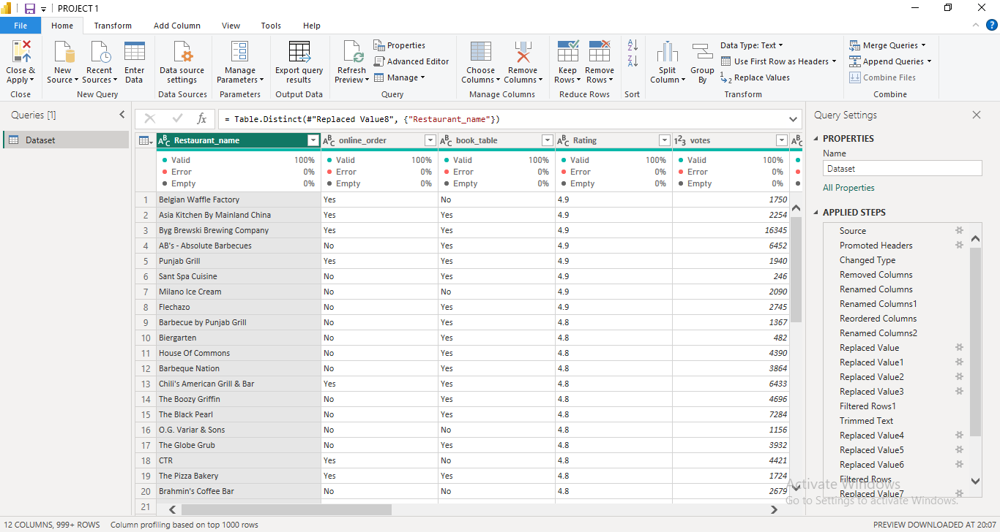 PROJECT 1
File Home Transform Add Column View Tools Help
Close & Apply
New Source
Recent Sources
Enter Data
Data source settings
Manage Parameters
Export query results
Refresh Preview
Properties
Advanced Editor
Manage
Choose Columns
Remove Columns
Keep Rows
Remove Rows
A Z
Z A
Split Column
Group By
Data Type: Text
Use First Row as Headers
1 2 Replace Values
Merge Queries
Append Queries
Combine Files
Close New Query Data Sources Parameters Output Data Query Manage Columns Reduce Rows Sort Transform Combine
Queries [1]
Dataset
fx = Table.Distinct(#"Replaced Value8", {"Restaurant_name"})
ABC Restaurant_name ABC online_order ABC book_table ABC Rating 123 votes ABC
Valid 100% Valid 100% Valid 100% Valid 100% Valid 100%
Error 0% Error 0% Error 0% Error 0% Error 0%
Empty 0% Empty 0% Empty 0% Empty 0% Empty 0%
1 Belgian Waffle Factory Yes No 4.9 1750
2 Asia Kitchen By Mainland China Yes Yes 4.9 2254
3 Byg Brewski Brewing Company Yes Yes 4.9 16345
4 AB's - Absolute Barbecues No Yes 4.9 6452
5 Punjab Grill Yes Yes 4.9 1940
6 Sant Spa Cuisine No Yes 4.9 246
7 Milano Ice Cream No No 4.9 2090
8 Flechazo No Yes 4.9 2745
9 Barbecue by Punjab Grill No Yes 4.8 1367
10 Biergarten No Yes 4.8 482
11 House Of Commons No Yes 4.8 4390
12 Barbeque Nation No Yes 4.8 3864
13 Chili's American Grill & Bar Yes Yes 4.8 6433
14 The Boozy Griffin No Yes 4.8 4696
15 The Black Pearl No Yes 4.8 7284
16 O.G. Variar & Sons No No 4.8 1156
17 The Globe Grub No Yes 4.8 3932
18 CTR Yes No 4.8 4421
19 The Pizza Bakery Yes Yes 4.8 1724
20 Brahmin's Coffee Bar No No 4.8 2679
21
Query Settings
PROPERTIES
Name
Dataset
All Properties
APPLIED STEPS
Source
Promoted Headers
Changed Type
Removed Columns
Renamed Columns
Renamed Columns1
Reordered Columns
Renamed Columns2
Replaced Value
Replaced Value1
Replaced Value2
Replaced Value3
Filtered Rows1
Trimmed Text
Replaced Value4
Replaced Value5
Replaced Value6
Filtered Rows
Replaced Value7
Activate Windows
Go to Settings to activate Windows.
12 COLUMNS, 999+ ROWS Column profiling based on top 1000 rows PREVIEW DOWNLOADED AT 20:07